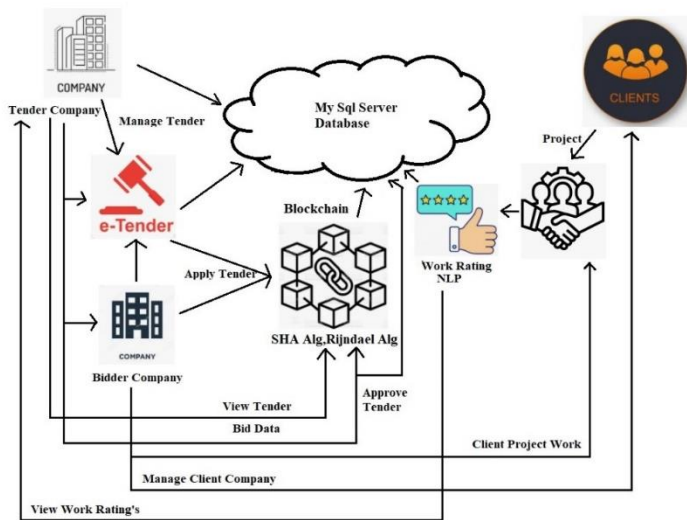 COMPANY
Tender Company
Manage Tender
My Sql Server
Database
CLIENTS
Project
e-Tender
Blockchain
Apply Tender
Work Rating
NLP
COMPANY
Bidder Company
SHA Alg,Rijndael Alg
View Tender
Bid Data
Approve
Tender
Client Project Work
Manage Client Company
View Work Rating's